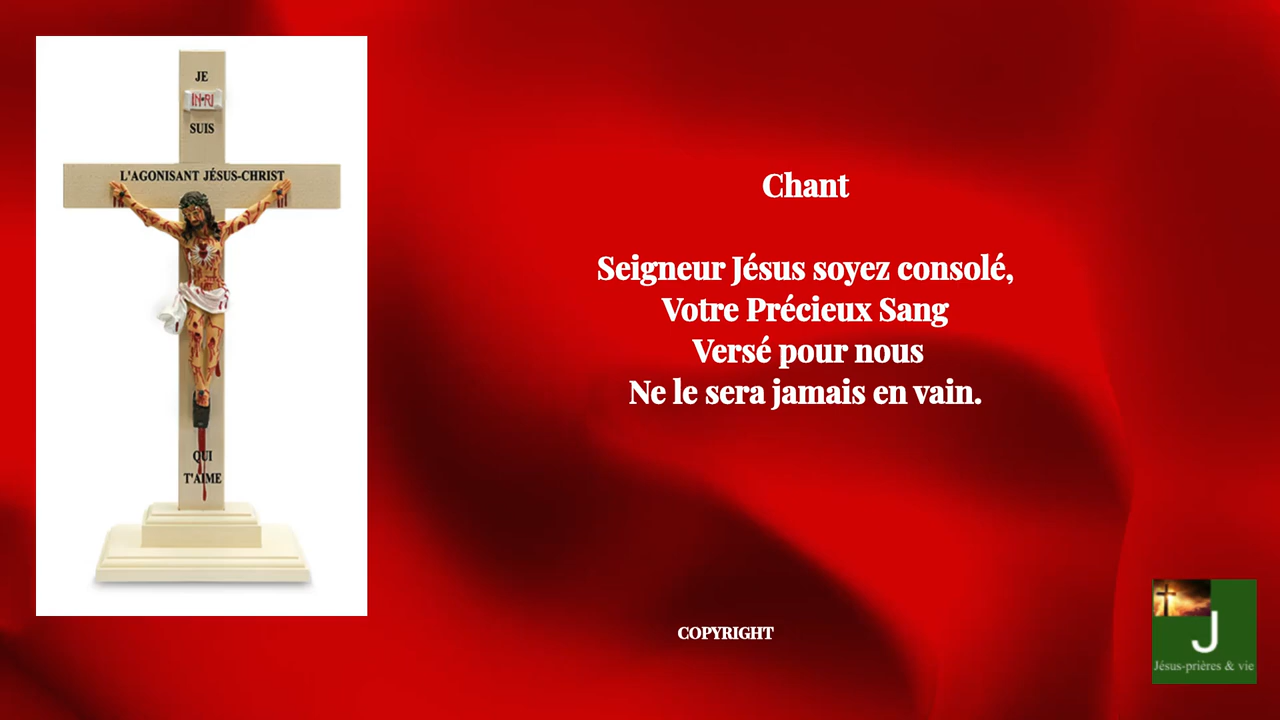 JE
INRI
SUIS
L'AGONISANT JÉSUS-CHRIST
QUI
T'AIME
Chant
Seigneur Jésus soyez consolé,
Votre Précieux Sang
Versé pour nous
Ne le sera jamais en vain.
COPYRIGHT
J
Jésus-prières & vie